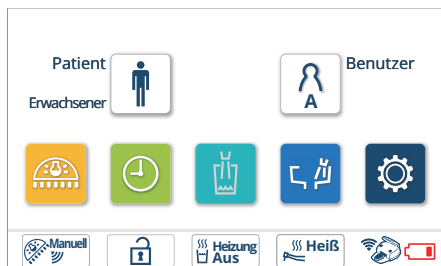 Patient
Benutzer
Erwachsener
A
Manuell
Heizung
Aus
Heiß